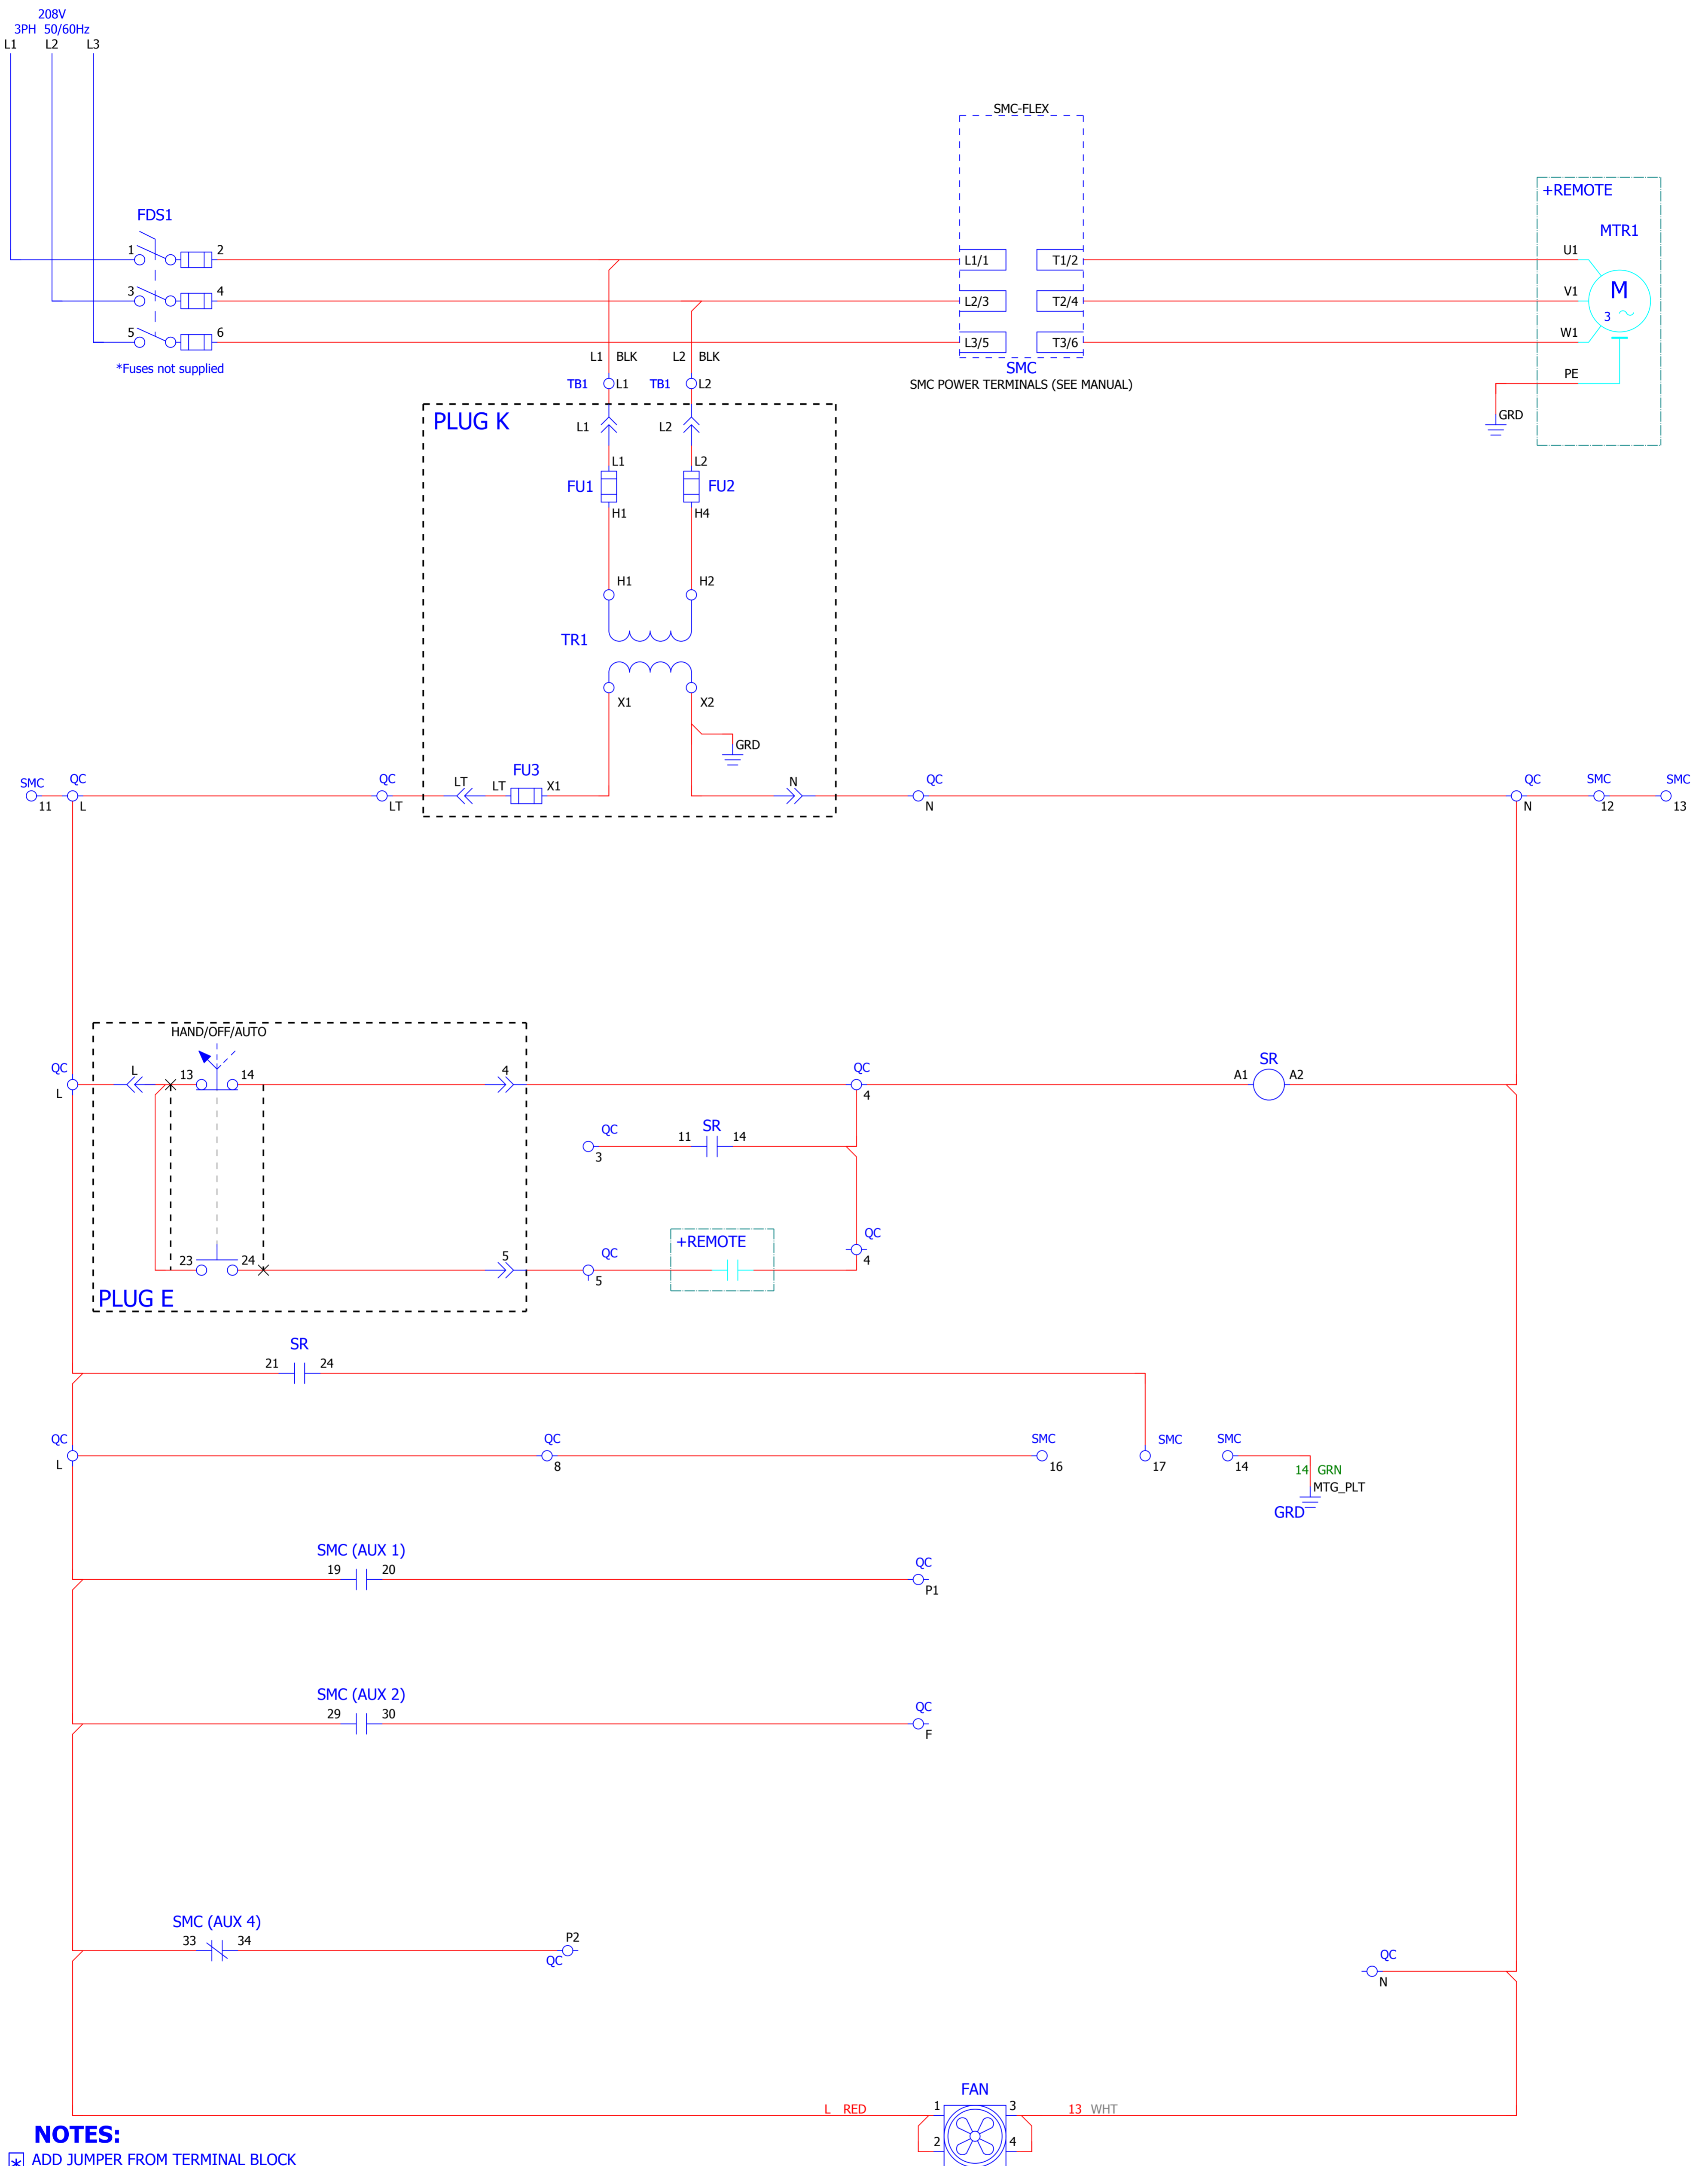 208V
3PH 50/60Hz
L1 L2 L3
SMC-FLEX
+REMOTE
FDS1
MTR1
1 2 L1/1 T1/2 U1
3 4 L2/3 T2/4 V1
M
3
5 6 L3/5 T3/6 W1
*Fuses not supplied
L1 BLK L2 BLK
SMC
SMC POWER TERMINALS (SEE MANUAL)
PE
TB1 L1 TB1 L2
GRD
PLUG K
L1 L2
L1 L2
FU1 FU2
H1 H4
H1 H2
TR1
X1 X2
GRD
SMC QC QC LT FU3 N QC QC SMC SMC
LT X1
11 L LT N N 12 13
HAND/OFF/AUTO
QC L 13 14 4 QC SR
A1 A2
L 4
QC 11 SR 14
3
+REMOTE QC
23 24 5 QC
5 4
PLUG E
SR
21 24
QC QC SMC SMC SMC
L 8 16 17 14
14 GRN
MTG_PLT
GRD
SMC (AUX 1)
19 20 QC
P1
SMC (AUX 2)
29 30 QC
F
SMC (AUX 4)
33 34 P2
QC
QC
N
FAN
L RED 1 3 13 WHT
2 4
NOTES:
* ADD JUMPER FROM TERMINAL BLOCK